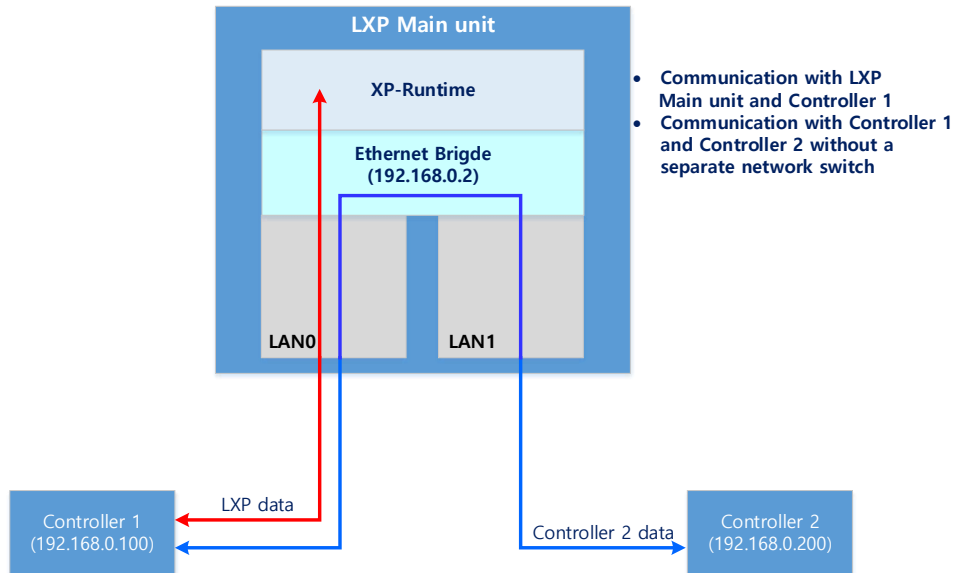 LXP Main unit
XP-Runtime
Ethernet Brigde
(192.168.0.2)
LAN0
LAN1
• Communication with LXP
Main unit and Controller 1
• Communication with Controller 1
and Controller 2 without a
separate network switch
LXP data
Controller 1
(192.168.0.100)
Controller 2 data
Controller 2
(192.168.0.200)